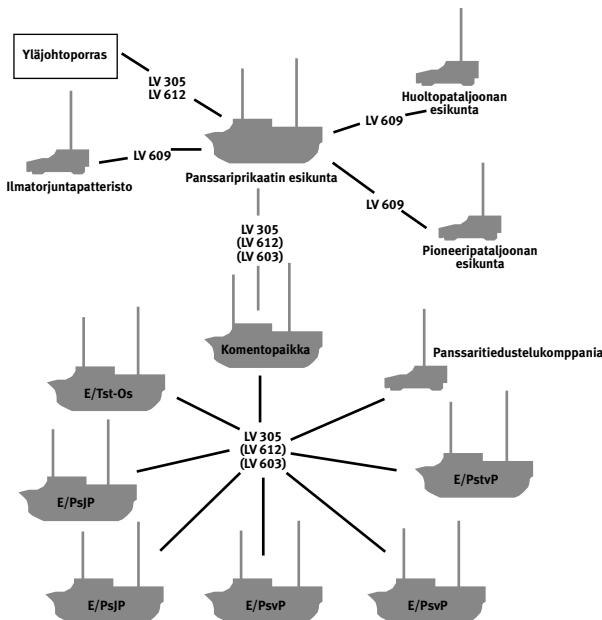 Yläjohtoporras
LV 305
LV 612
Huoltopataljoonan
esikunta
LV 609
LV 609
Ilmatorjuntapatteristo
Panssariprikaatin esikunta
LV 609
Pioneeripataljoonan
esikunta
LV 305
(LV 612)
(LV 603)
Komentopaikka
Panssaritiedustelukomppania
E/Tst-Os
LV 305
(LV 612)
(LV 603)
E/PstvP
E/PsJP
E/PsJP
E/PsvP
E/PsvP